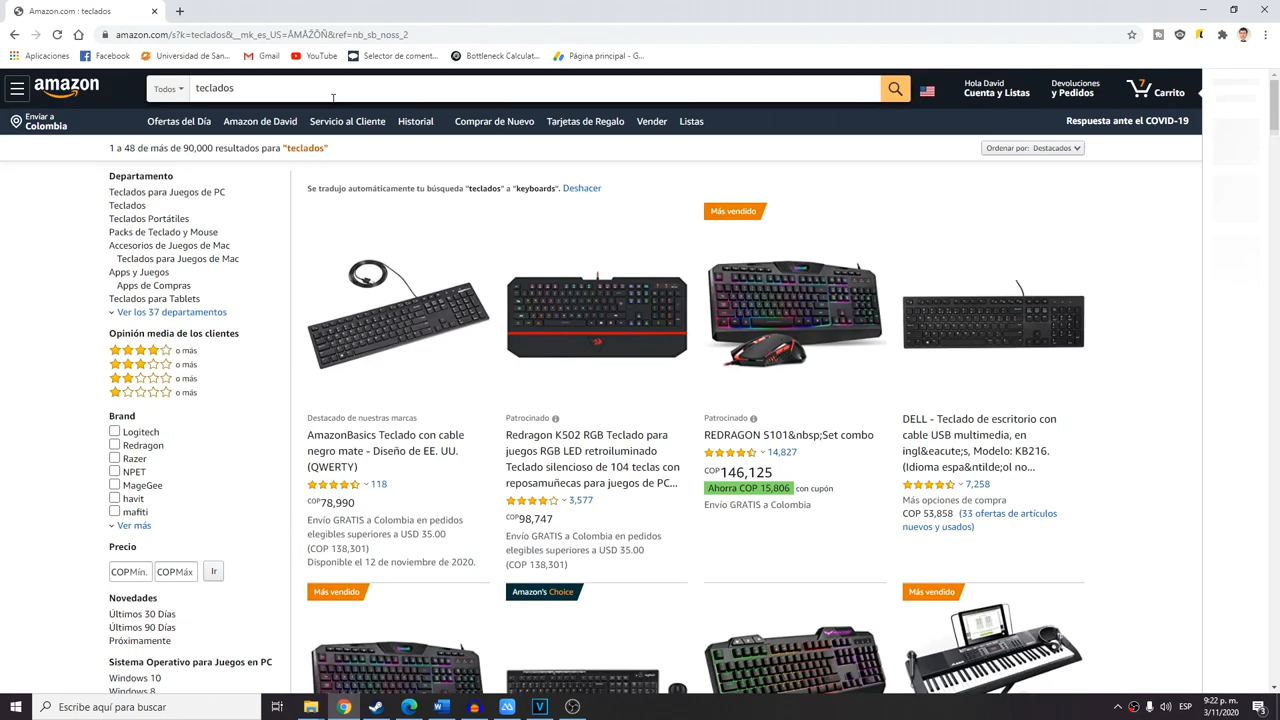 Amazon.com : teclados
amazon.com/s?k=teclados&__mk_es_US=ÅMÅŽÕÑ&ref=nb_sb_noss_2
Aplicaciones
Facebook
Universidad de San...
Gmail
YouTube
Selector de coment...
Bottleneck Calculat...
Página principal - G...
amazon
Todos
teclados
Hola David
Cuenta y Listas
Devoluciones
y Pedidos
Carrito
Enviar a
Colombia
Ofertas del Día
Amazon de David
Servicio al Cliente
Historial
Comprar de Nuevo
Tarjetas de Regalo
Vender
Listas
Respuesta ante el COVID-19
1 a 48 de más de 90,000 resultados para "teclados"
Ordenar por: Destacados
Departamento
Teclados para Juegos de PC
Teclados
Teclados Portátiles
Packs de Teclado y Mouse
Accesorios de Juegos de Mac
Teclados para Juegos de Mac
Apps y Juegos
Apps de Compras
Teclados para Tablets
Ver los 37 departamentos
Opinión media de los clientes
o más
o más
o más
o más
Brand
Logitech
Redragon
Razer
NPET
MageGee
havit
mafiti
Ver más
Precio
COP Mín.
COP Máx
Ir
Novedades
Últimos 30 Días
Últimos 90 Días
Próximamente
Sistema Operativo para Juegos en PC
Windows 10
Windows 8
Se tradujo automáticamente tu búsqueda "teclados" a "keyboards". Deshacer
Destacado de nuestras marcas
AmazonBasics Teclado con cable
negro mate - Diseño de EE. UU.
(QWERTY)
118
COP 78,990
Envío GRATIS a Colombia en pedidos
elegibles superiores a USD 35.00
(COP 138,301)
Disponible el 12 de noviembre de 2020.
Patrocinado
Redragon K502 RGB Teclado para
juegos RGB LED retroiluminado
Teclado silencioso de 104 teclas con
reposamuñecas para juegos de PC...
3,577
COP 98,747
Envío GRATIS a Colombia en pedidos
elegibles superiores a USD 35.00
(COP 138,301)
Más vendido
Patrocinado
REDRAGON S101&nbsp;Set combo
14,827
COP 146,125
Ahorra COP 15,806 con cupón
Envío GRATIS a Colombia
DELL - Teclado de escritorio con
cable USB multimedia, en
ingl&eacute;s, Modelo: KB216.
(Idioma espa&ntilde;ol no...
7,258
Más opciones de compra
COP 53,858 (33 ofertas de artículos
nuevos y usados)
Más vendido
Amazon's Choice
Más vendido
Escribe aquí para buscar
ESP
9:22 p. m.
3/11/2020